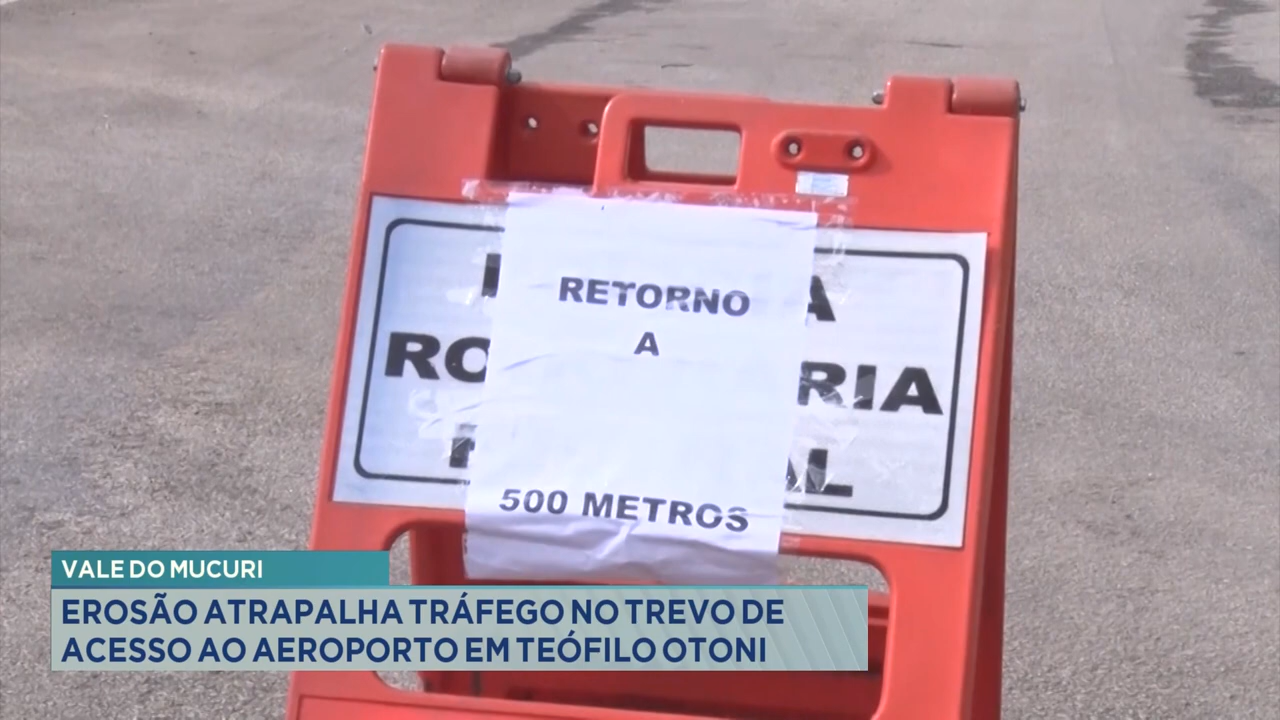 RETORNO
A
500 METROS
VALE DO MUCURI
EROSÃO ATRAPALHA TRÁFEGO NO TREVO DE
ACESSO AO AEROPORTO EM TEÓFILO OTONI